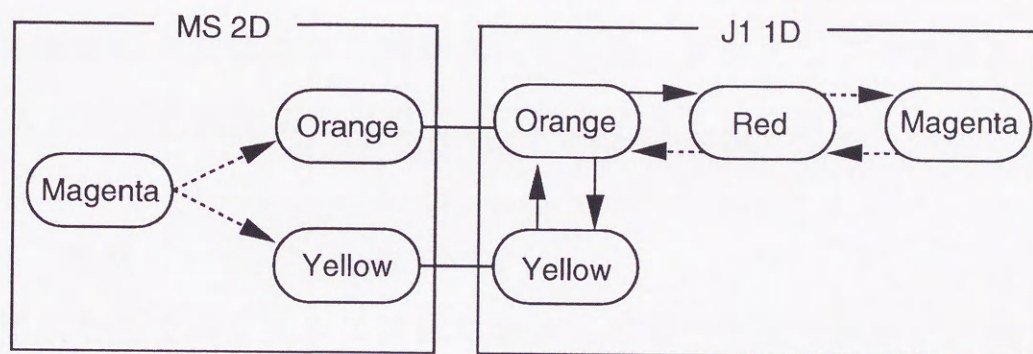 MS 2D
J1 1D
Orange
Orange
Red
Magenta
Magenta
Yellow
Yellow